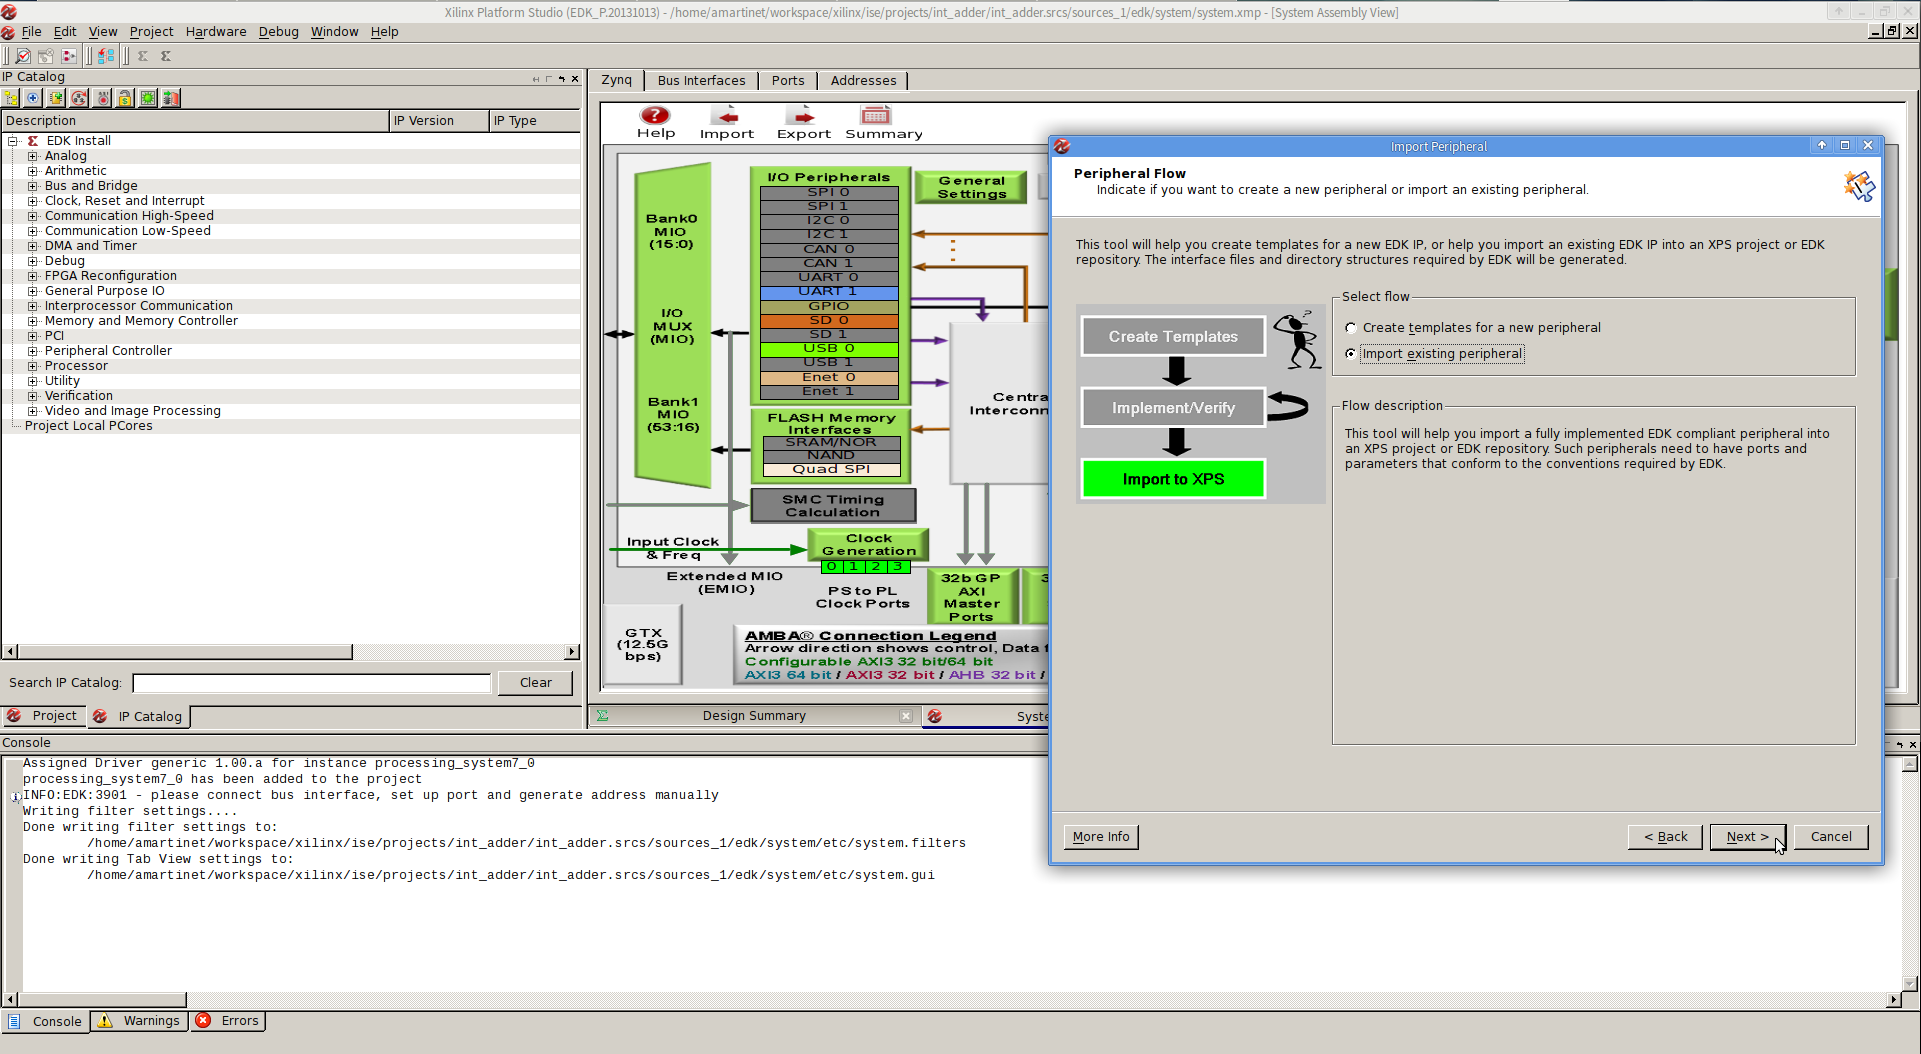 Xilinx Platform Studio (EDK_P.20131013) - /home/amartinet/workspace/xilinx/ise/projects/int_adder/int_adder.srcs/sources_1/edk/system/system.xmp - [System Assembly View]
File Edit View Project Hardware Debug Window Help
IP Catalog
Description IP Version IP Type
EDK Install
Analog
Arithmetic
Bus and Bridge
Clock, Reset and Interrupt
Communication High-Speed
Communication Low-Speed
DMA and Timer
Debug
FPGA Reconfiguration
General Purpose IO
Interprocessor Communication
Memory and Memory Controller
PCI
Peripheral Controller
Processor
Utility
Verification
Video and Image Processing
Project Local PCores
Search IP Catalog: Clear
Project IP Catalog
Zynq Bus Interfaces Ports Addresses
Help Import Export Summary
Bank0
MIO
(15:0)
I/O
MUX
(MIO)
Bank1
MIO
(53:16)
I/O Peripherals
SPI 0
SPI 1
I2C 0
I2C 1
CAN 0
CAN 1
UART 0
UART 1
GPIO
SD 0
SD 1
USB 0
USB 1
Enet 0
Enet 1
General
Settings
FLASH Memory
Interfaces
SRAM/NOR
NAND
Quad SPI
SMC Timing
Calculation
Input Clock
& Freq
Clock
Generation
0 1 2 3
Extended MIO
(EMIO)
PS to PL
Clock Ports
Centra
Interconn
32b GP
AXI
Master
Ports
3
GTX
(12.5G
bps)
AMBA® Connection Legend
Arrow direction shows control, Data f
Configurable AXI3 32 bit/64 bit
AXI3 64 bit / AXI3 32 bit / AHB 32 bit /
Design Summary Syste
Import Peripheral
Peripheral Flow
Indicate if you want to create a new peripheral or import an existing peripheral.
This tool will help you create templates for a new EDK IP, or help you import an existing EDK IP into an XPS project or EDK
repository. The interface files and directory structures required by EDK will be generated.
Create Templates
Implement/Verify
Import to XPS
Select flow
Create templates for a new peripheral
Import existing peripheral
Flow description
This tool will help you import a fully implemented EDK compliant peripheral into
an XPS project or EDK repository. Such peripherals need to have ports and
parameters that conform to the conventions required by EDK.
More Info < Back Next > Cancel
Console
Assigned Driver generic 1.00.a for instance processing_system7_0
processing_system7_0 has been added to the project
INFO:EDK:3901 - please connect bus interface, set up port and generate address manually
Writing filter settings....
Done writing filter settings to:
/home/amartinet/workspace/xilinx/ise/projects/int_adder/int_adder.srcs/sources_1/edk/system/etc/system.filters
Done writing Tab View settings to:
/home/amartinet/workspace/xilinx/ise/projects/int_adder/int_adder.srcs/sources_1/edk/system/etc/system.gui
Console Warnings Errors